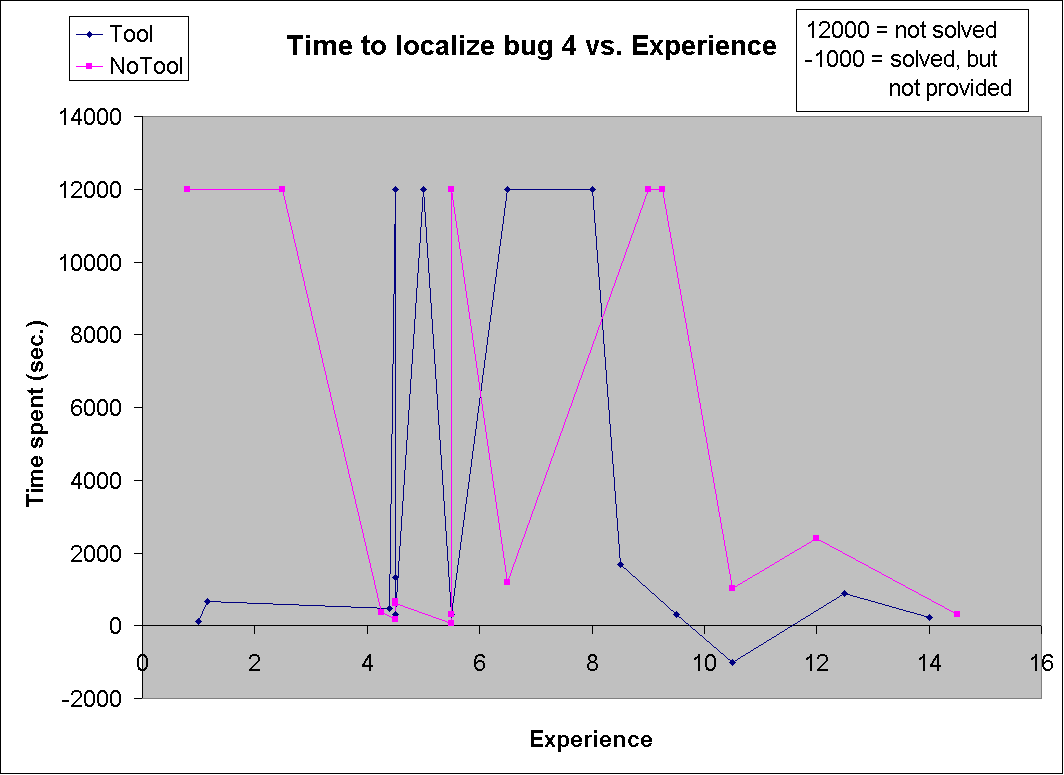 Tool
NoTool
Time to localize bug 4 vs. Experience
12000 = not solved
-1000 = solved, but
not provided
14000
12000
10000
8000
6000
4000
2000
0
-2000
Time spent (sec.)
0 2 4 6 8 10 12 14 16
Experience